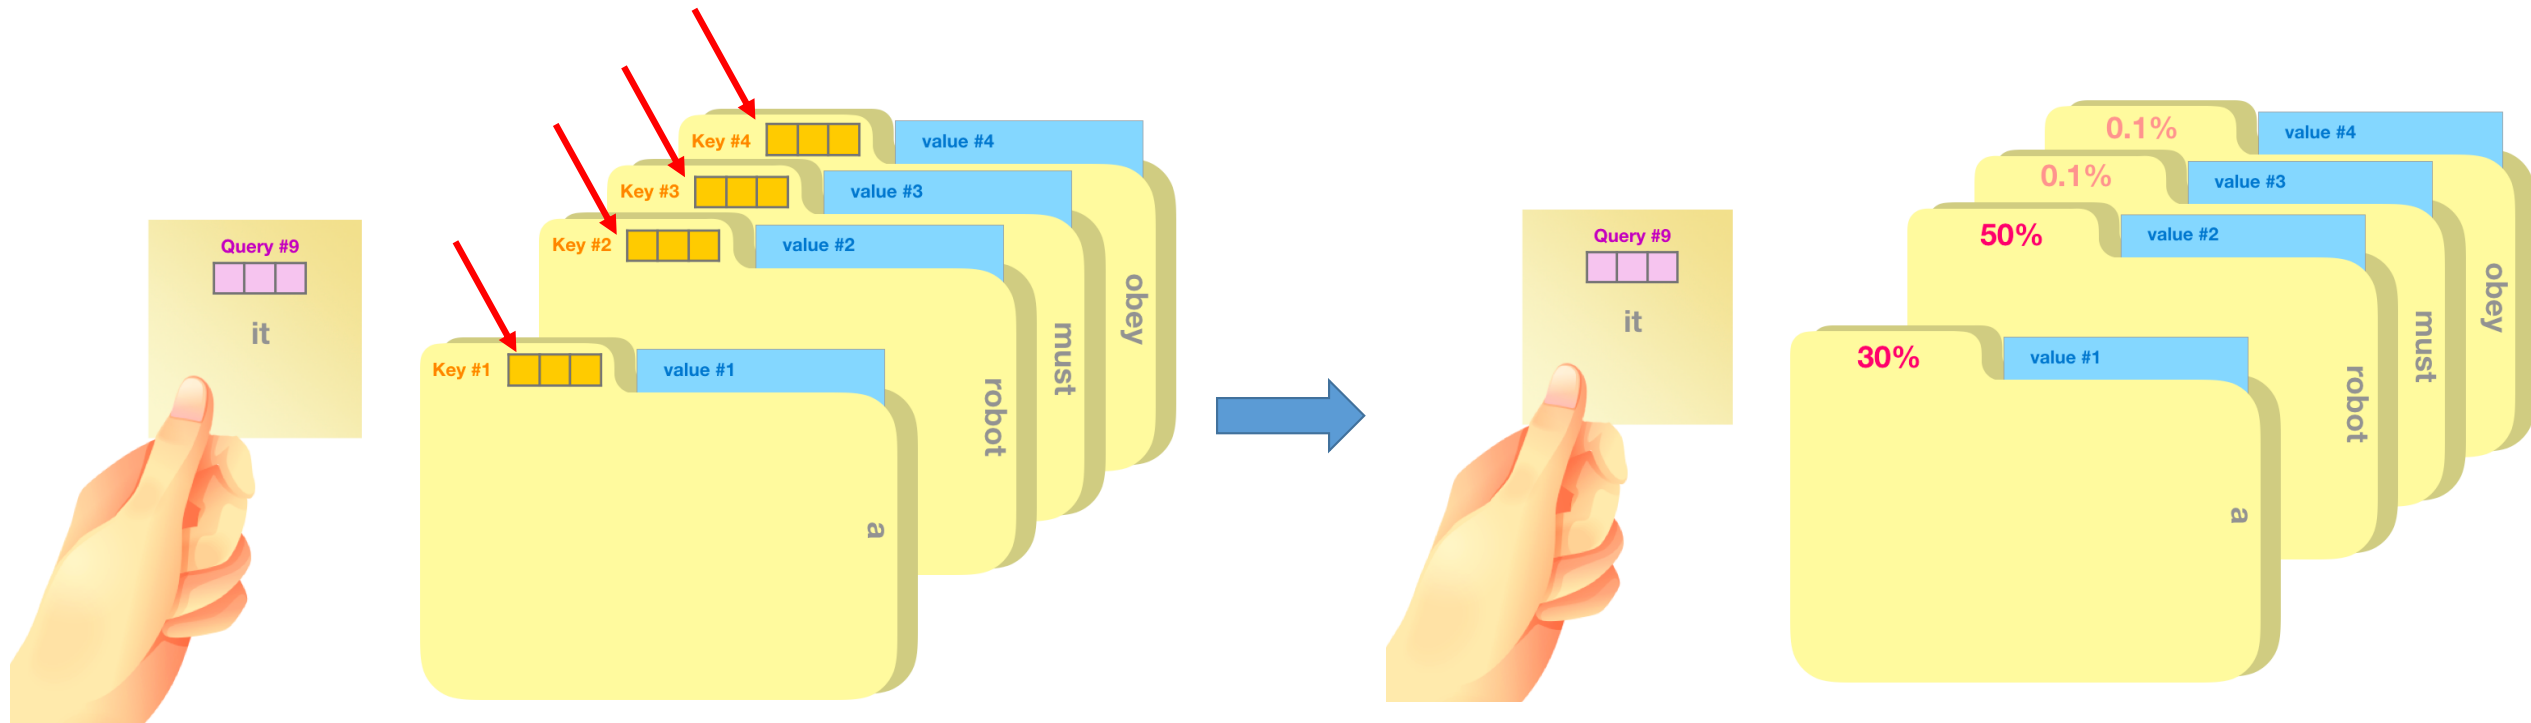 Query #9
it
Key #4
value #4
Key #3
value #3
Key #2
value #2
Key #1
value #1
obey
must
robot
a
Query #9
it
0.1%
value #4
0.1%
value #3
50%
value #2
30%
value #1
obey
must
robot
a